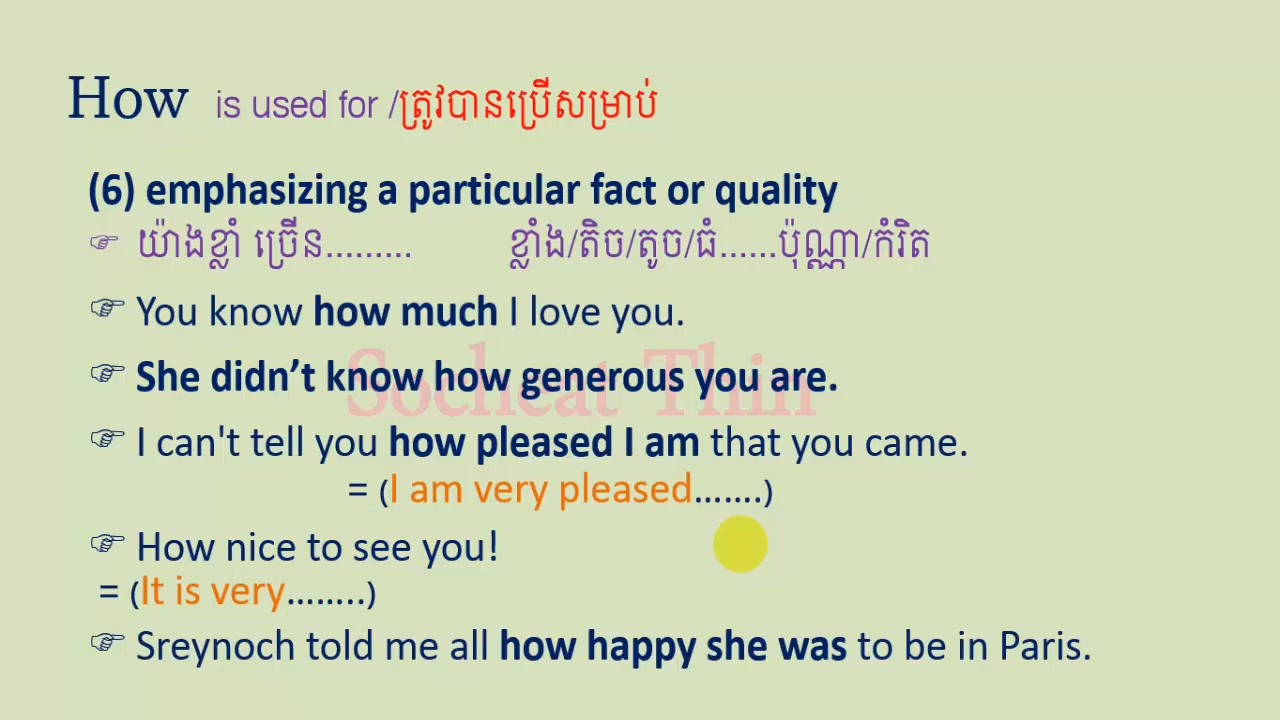 How is used for /ត្រូវបានប្រើសម្រាប់
(6) emphasizing a particular fact or quality
☞ យ៉ាងខ្លាំ ច្រើន......... ខ្លាំង/តិច/តូច/ធំ......ប៉ុណ្ណា/កំរិត
☞ You know how much I love you.
☞ She didn’t know how generous you are.
Socheat Thin
☞ I can't tell you how pleased I am that you came.
= (I am very pleased…….)
☞ How nice to see you!
= (It is very……..)
☞ Sreynoch told me all how happy she was to be in Paris.